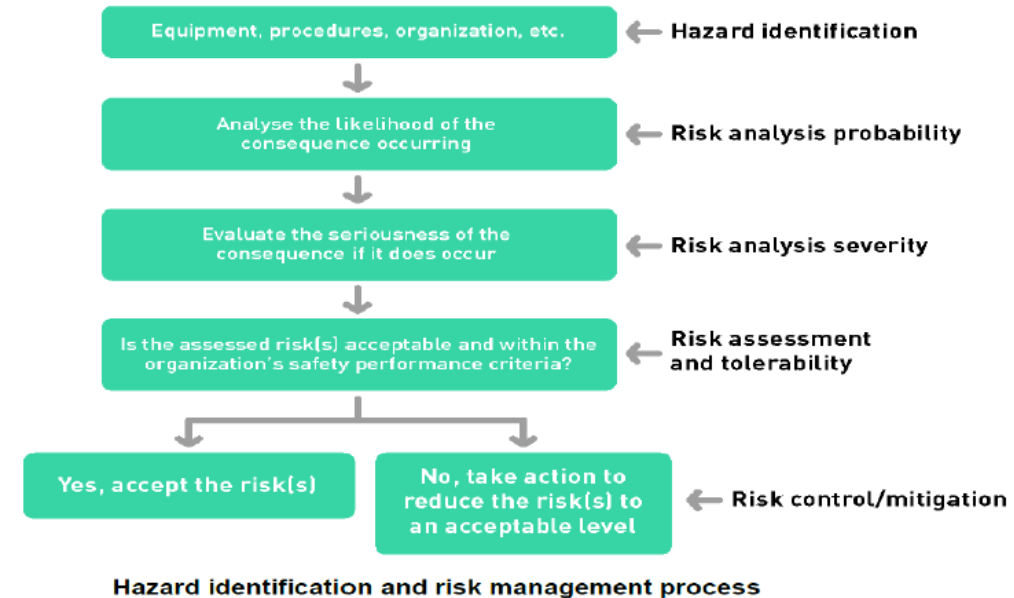 Equipment, procedures, organization, etc.
Hazard identification
Analyse the likelihood of the
consequence occurring
Risk analysis probability
Evaluate the seriousness of the
consequence if it does occur
Risk analysis severity
Is the assessed risk(s) acceptable and within the
organization's safety performance criteria?
Risk assessment
and tolerability
Yes, accept the risk(s)
No, take action to
reduce the risk(s) to
an acceptable level
Risk control/mitigation
Hazard identification and risk management process